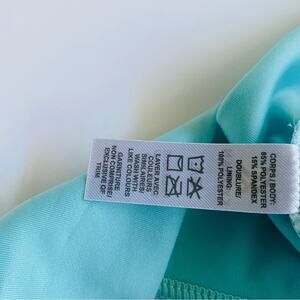 CORPS / BODY:
85% POLYESTER
15% SPANDEX
DOUBLURE/
LINING:
100% POLYESTER
LAVER AVEC
COULEURS
SIMILAIRES/
WASH WITH
LIKE COLOURS
GARNITURE
NON COMPRISE/
EXCLUSIVE OF
TRIM